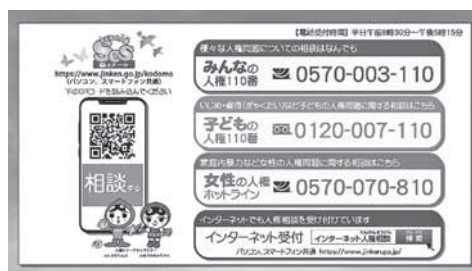 【電話受付時間】平日午前8時30分～午後5時15分
SOS
https://www.jinken.go.jp/kodomo
(パソコン、スマートフォン共通)
下のQRコードを読み込んでください
相談する
様々な人権問題についての相談はなんでも
みんなの
人権110番
0570-003-110
いじめ・虐待(ぎゃくたい)など子どもの人権問題に関する相談はこちら
子どもの
人権110番
0120-007-110
家庭内暴力など女性の人権問題に関する相談はこちら
女性の人権
ホットライン
0570-070-810
インターネットでも人権相談を受け付けています
インターネット受付
インターネット人権相談
検索
パソコン、スマートフォン共通 https://www.jinken.go.jp/